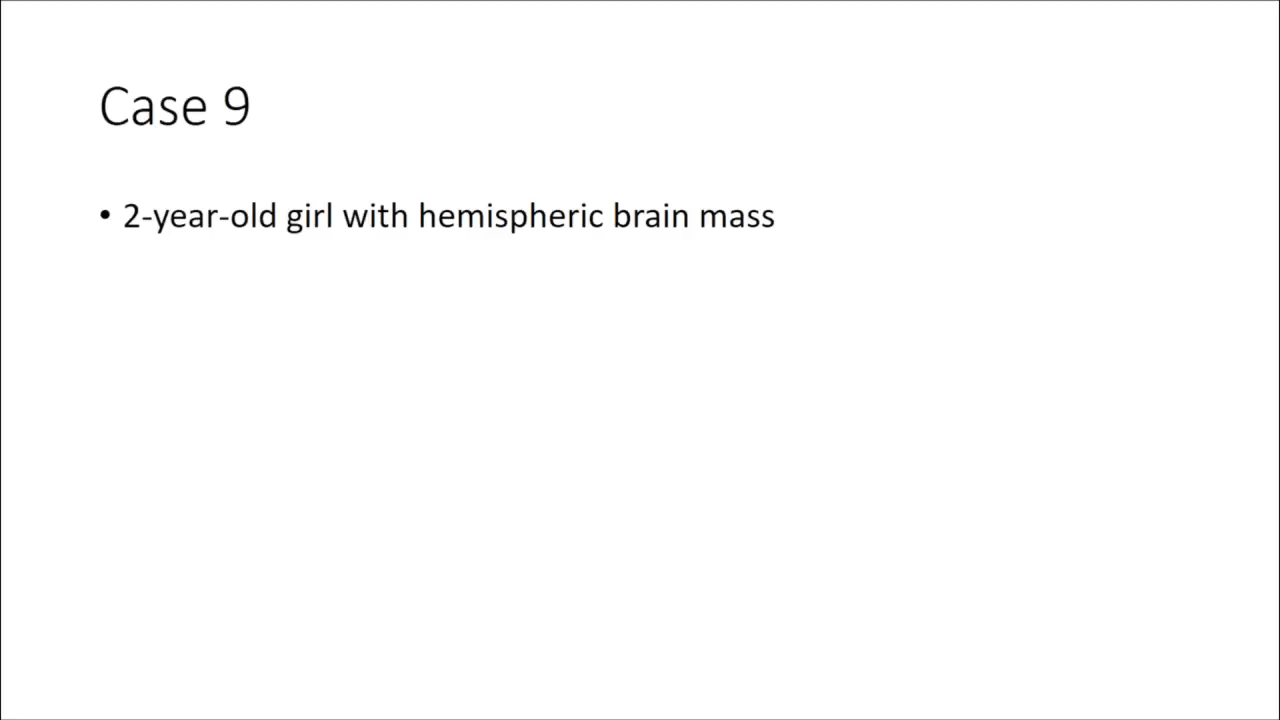 Case 9
• 2-year-old girl with hemispheric brain mass